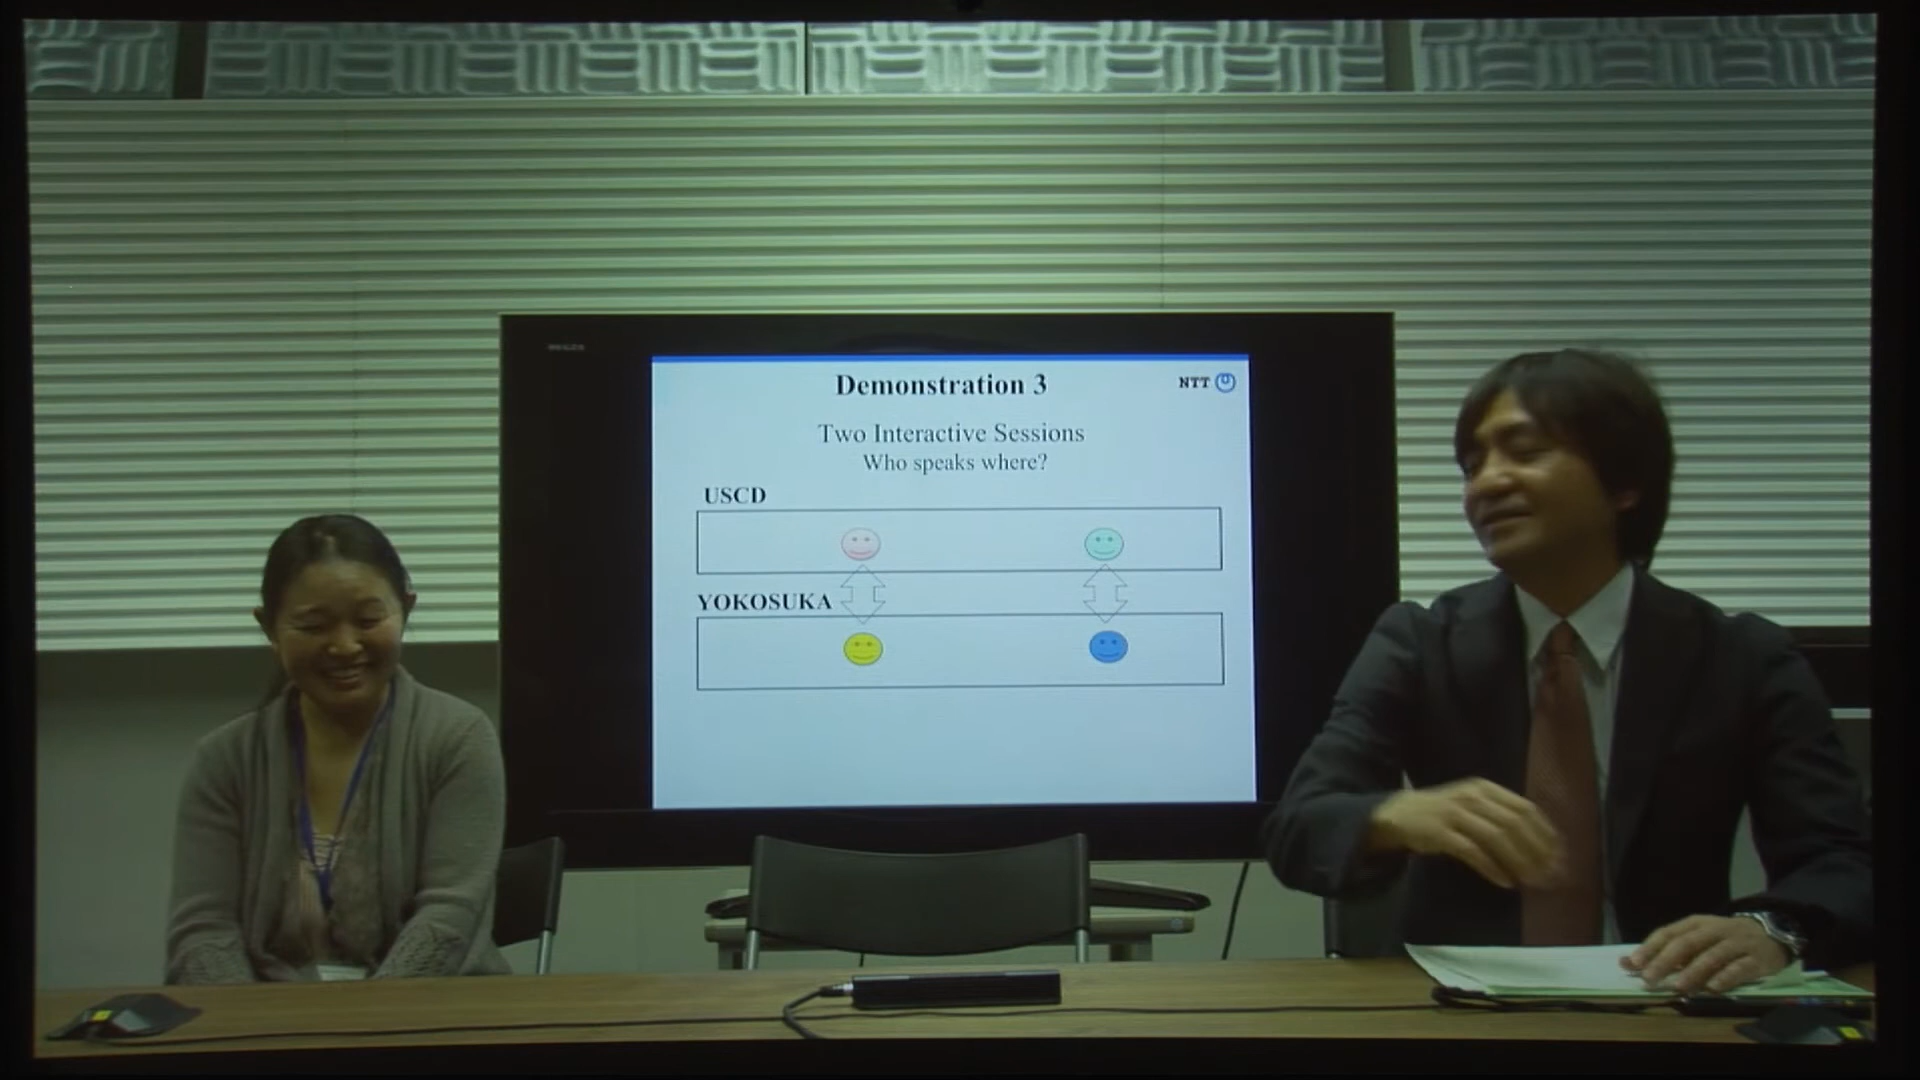 Demonstration 3
NTT
Two Interactive Sessions
Who speaks where?
USCD
YOKOSUKA